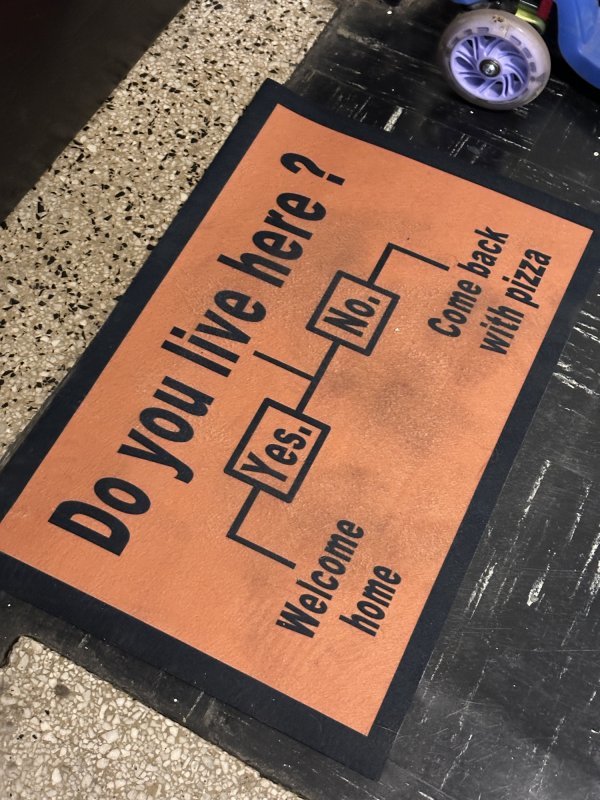 Do you live here ?
Yes.
No.
Welcome
home
Come back
with pizza